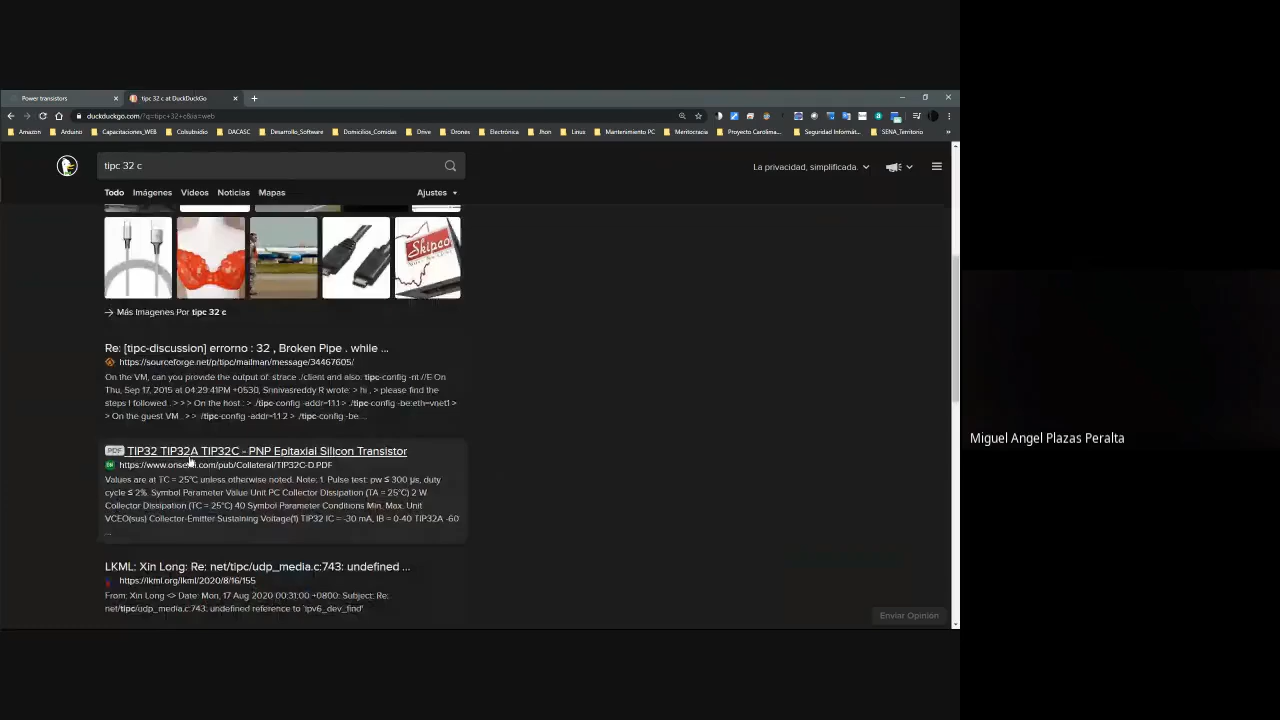 Power transistors
tipc 32 c at DuckDuckGo
duckduckgo.com/?q=tipc+32+c&ia=web
Amazon Arduino Capacitaciones_WEB Colsubsidio DACASC Desarrollo_Software Domicilios_Comidas Drive Drones Electrónica Jhon Linux Mantenimiento PC Meritocracia Proyecto Carolima... Seguridad Informát... SENA_Territorio
tipc 32 c
La privacidad, simplificada.
Todo Imágenes Videos Noticias Mapas Ajustes
Skipco
Más Imagenes Por tipc 32 c
Re: [tipc-discussion] errorno : 32 , Broken Pipe . while ...
https://sourceforge.net/p/tipc/mailman/message/34467605/
On the VM, can you provide the output of: strace ./client and also: tipc-config -nt //E On
Thu, Sep 17, 2015 at 04:29:41PM +0530, Srinivasreddy R wrote: > hi , > please find the
steps I followed . > > > On the host : > > ./tipc-config -addr=1.1.1 > ./tipc-config -be:eth=vnet1 >
> On the guest VM . > > ./tipc-config -addr=1.1.2 > ./tipc-config -be...
PDF TIP32 TIP32A TIP32C - PNP Epitaxial Silicon Transistor
https://www.onsemi.com/pub/Collateral/TIP32C-D.PDF
Values are at TC = 25°C unless otherwise noted. Note: 1. Pulse test: pw ≤ 300 µs, duty
cycle ≤ 2%. Symbol Parameter Value Unit PC Collector Dissipation (TA = 25°C) 2 W
Collector Dissipation (TC = 25°C) 40 Symbol Parameter Conditions Min. Max. Unit
VCEO(sus) Collector-Emitter Sustaining Voltage(1) TIP32 IC = -30 mA, IB = 0-40 TIP32A -60
...
LKML: Xin Long: Re: net/tipc/udp_media.c:743: undefined ...
https://lkml.org/lkml/2020/8/16/155
From: Xin Long <> Date: Mon, 17 Aug 2020 00:31:00 +0800: Subject: Re:
net/tipc/udp_media.c:743: undefined reference to 'ipv6_dev_find'
Enviar Opinión
Miguel Angel Plazas Peralta